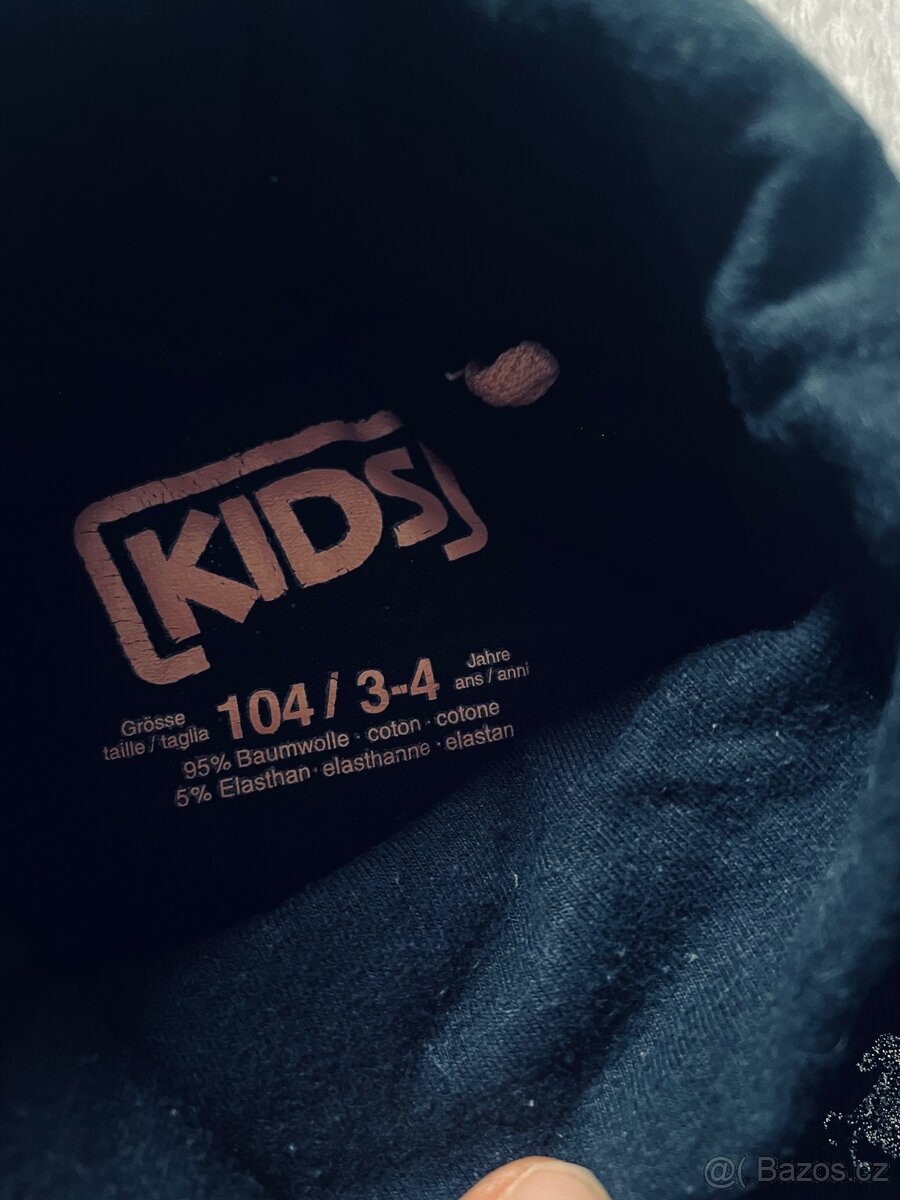 KIDS
Grösse
taille / taglia
104 / 3-4
Jahre
ans / anni
95% Baumwolle · coton · cotone
5% Elasthan · elasthanne · elastan
@( Bazos.cz